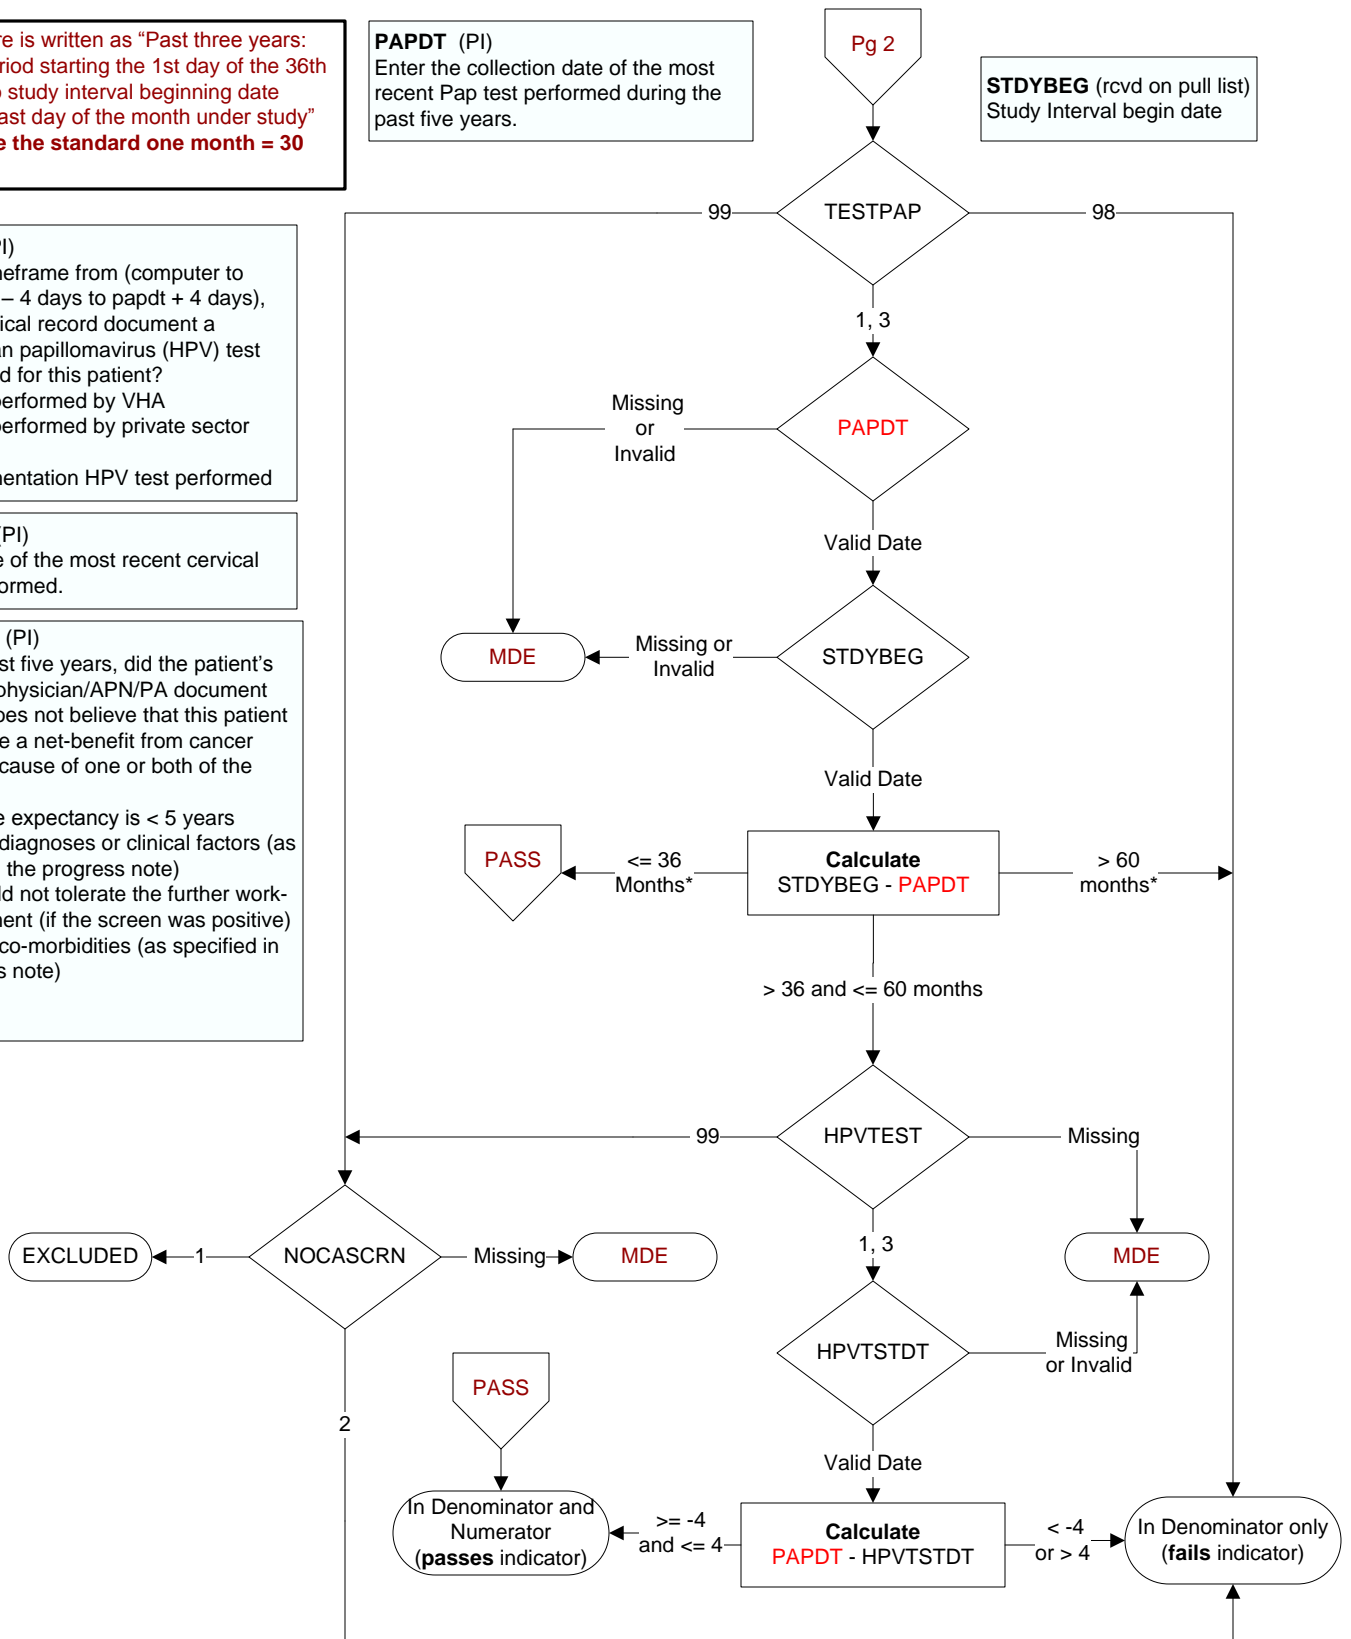 re is written as “Past three years:
riod starting the 1st day of the 36th
o study interval beginning date
ast day of the month under study”
e the standard one month = 30
PAPDT (PI)
Enter the collection date of the most
recent Pap test performed during the
past five years.
Pg 2
STDYBEG (rcvd on pull list)
Study Interval begin date
99
TESTPAP
98
PI)
neframe from (computer to
– 4 days to papdt + 4 days),
ical record document a
an papillomavirus (HPV) test
d for this patient?
performed by VHA
performed by private sector
nentation HPV test performed
1, 3
Missing
or
Invalid
PAPDT
Valid Date
(PI)
e of the most recent cervical
ormed.
MDE
Missing or
Invalid
STDYBEG
(PI)
st five years, did the patient’s
physician/APN/PA document
oes not believe that this patient
e a net-benefit from cancer
cause of one or both of the
e expectancy is < 5 years
diagnoses or clinical factors (as
the progress note)
ld not tolerate the further work-
nent (if the screen was positive)
co-morbidities (as specified in
s note)
Valid Date
PASS
<= 36
Months*
Calculate
STDYBEG - PAPDT
> 60
months*
> 36 and <= 60 months
99
HPVTEST
Missing
EXCLUDED
1
NOCASCRN
Missing
MDE
1, 3
MDE
HPVTSTDT
Missing
or Invalid
PASS
2
Valid Date
In Denominator and
Numerator
(passes indicator)
>= -4
and <= 4
Calculate
PAPDT - HPVTSTDT
< -4
or > 4
In Denominator only
(fails indicator)